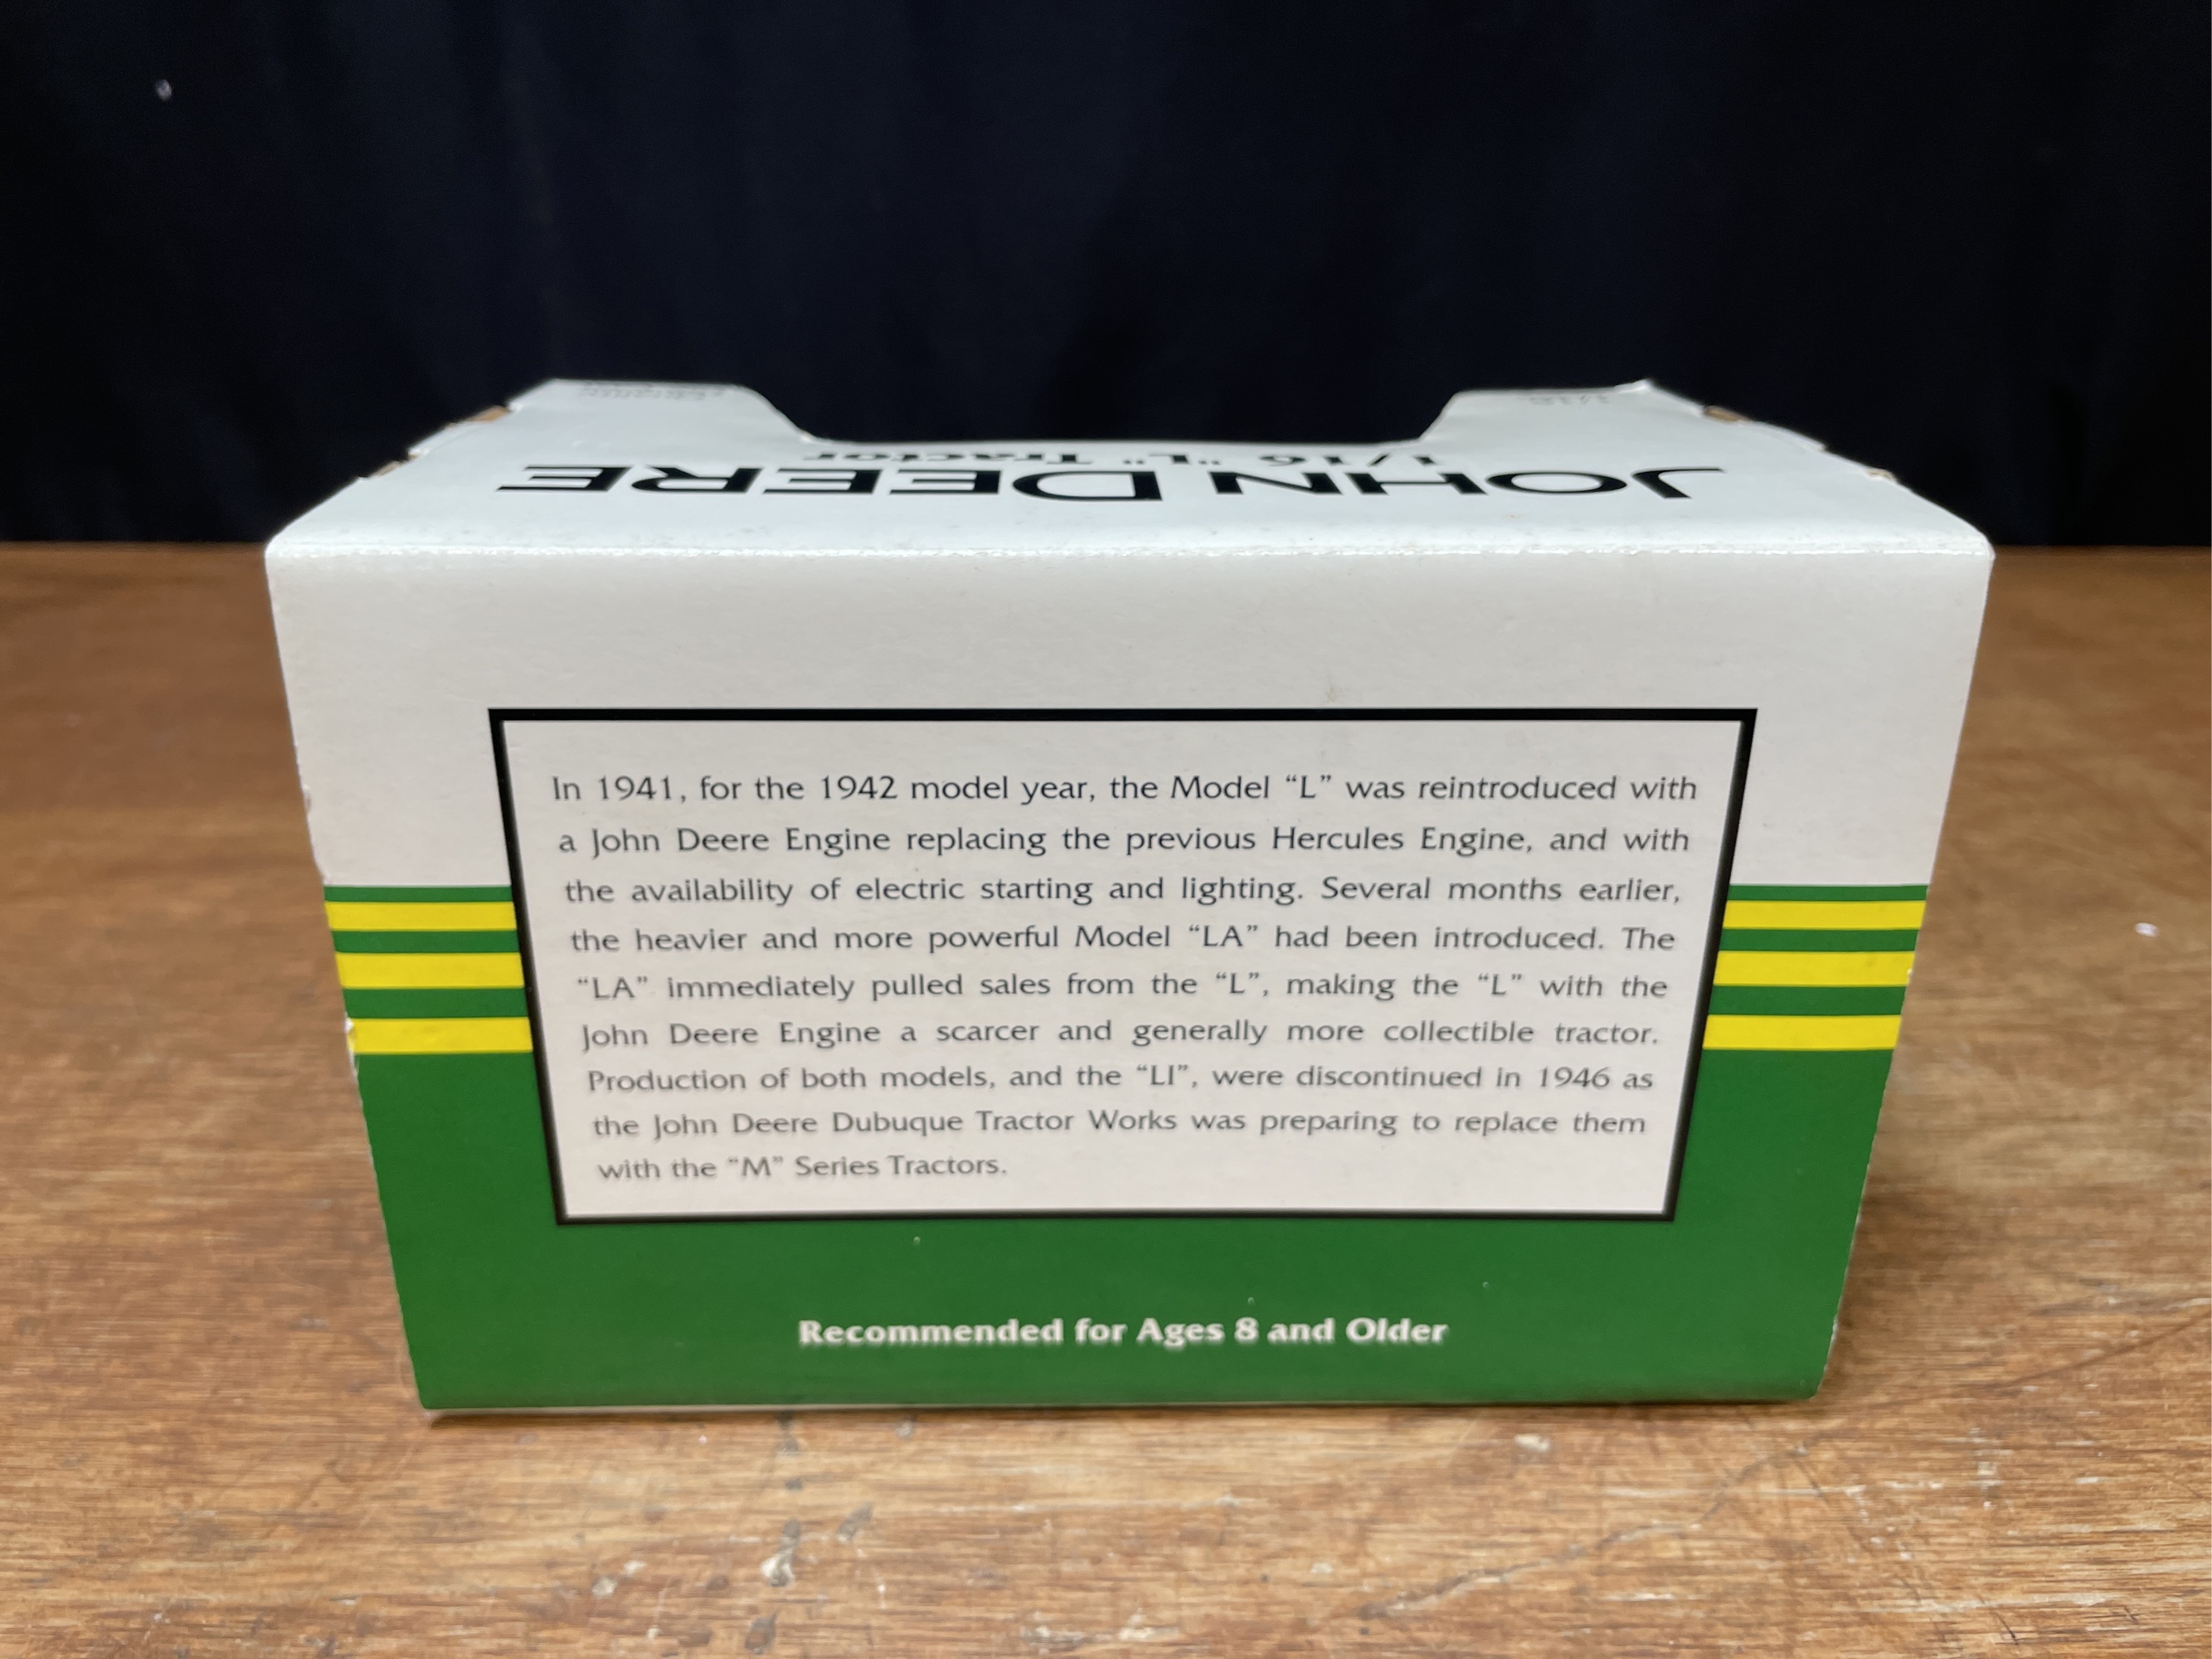 JOHN DEERE
1/16 "L" Tractor
In 1941, for the 1942 model year, the Model “L” was reintroduced with
a John Deere Engine replacing the previous Hercules Engine, and with
the availability of electric starting and lighting. Several months earlier,
the heavier and more powerful Model “LA” had been introduced. The
“LA” immediately pulled sales from the “L”, making the “L” with the
John Deere Engine a scarcer and generally more collectible tractor.
Production of both models, and the “LI”, were discontinued in 1946 as
the John Deere Dubuque Tractor Works was preparing to replace them
with the “M” Series Tractors.
Recommended for Ages 8 and Older